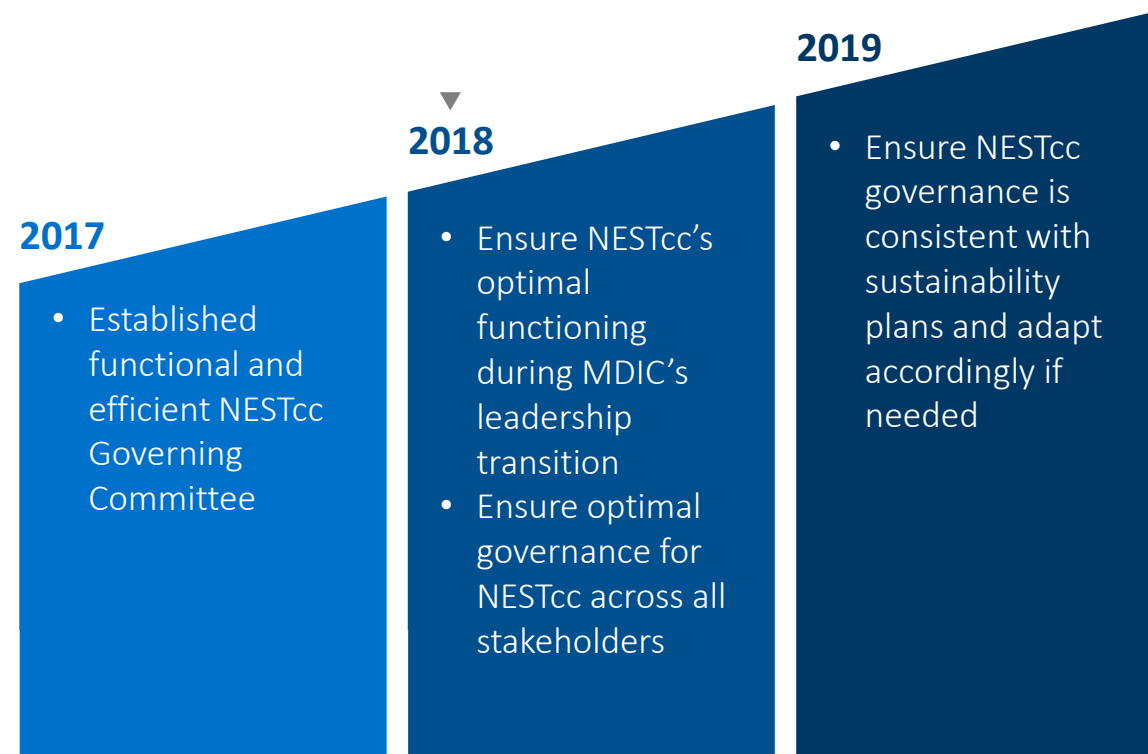 2017
• Established
functional and
efficient NESTcc
Governing
Committee
2018
• Ensure NESTcc’s
optimal
functioning
during MDIC’s
leadership
transition
• Ensure optimal
governance for
NESTcc across all
stakeholders
2019
• Ensure NESTcc
governance is
consistent with
sustainability
plans and adapt
accordingly if
needed